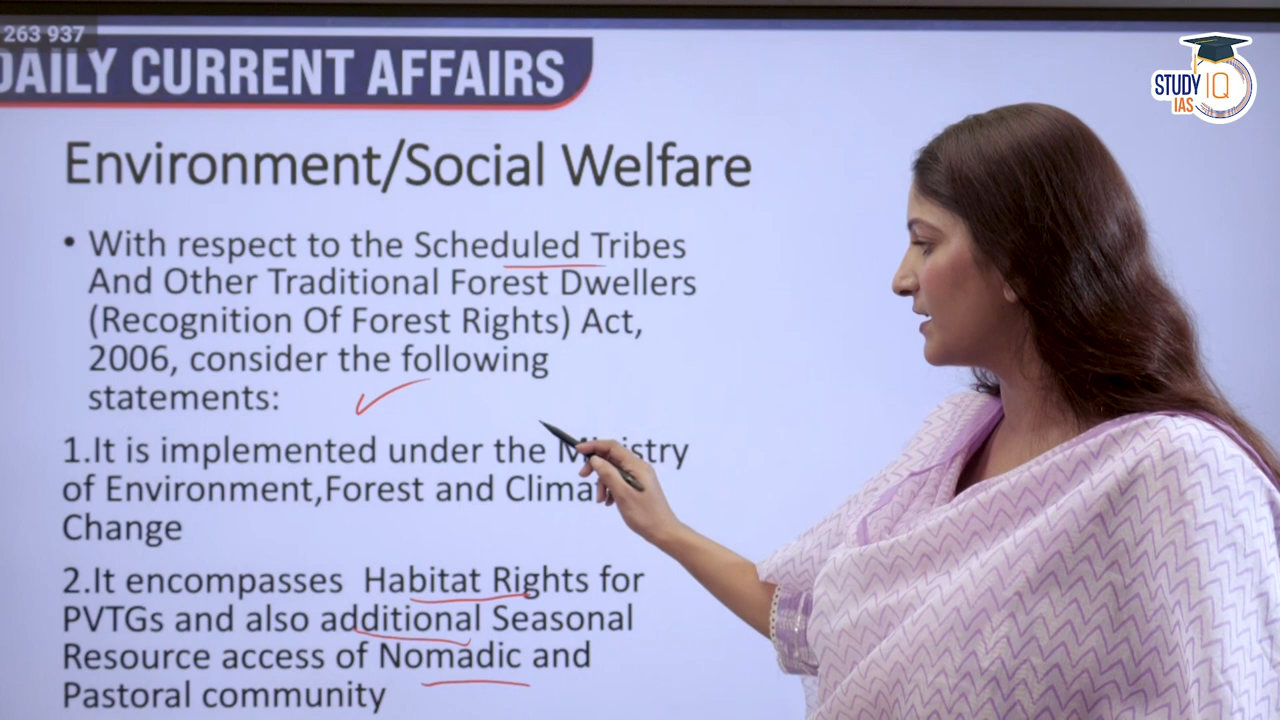 263 937
DAILY CURRENT AFFAIRS
STUDY IQ
IAS
Environment/Social Welfare
• With respect to the Scheduled Tribes
And Other Traditional Forest Dwellers
(Recognition Of Forest Rights) Act,
2006, consider the following
statements:
1.It is implemented under the Ministry
of Environment,Forest and Clima
Change
2.It encompasses Habitat Rights for
PVTGs and also additional Seasonal
Resource access of Nomadic and
Pastoral community